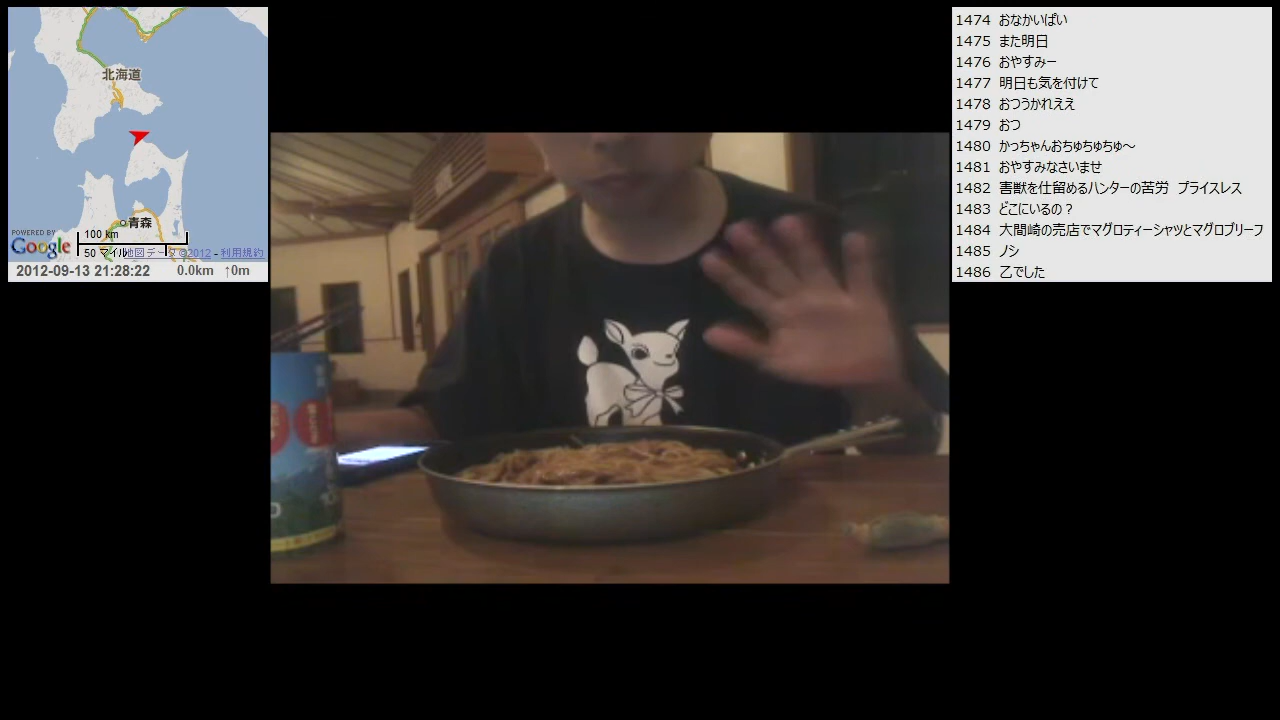 北海道
青森
100 km
50 マイル
POWERED BY
Google
地図データ ©2012 - 利用規約
2012-09-13 21:28:22 0.0km ↑0m
1474 おなかいぱい
1475 また明日
1476 おやすみー
1477 明日も気を付けて
1478 おつうかれええ
1479 おつ
1480 かっちゃんおちゅちゅちゅ～
1481 おやすみなさいませ
1482 害獣を仕留めるハンターの苦労 プライスレス
1483 どこにいるの？
1484 大間崎の売店でマグロティーシャツとマグロブリーフ
1485 ノシ
1486 乙でした